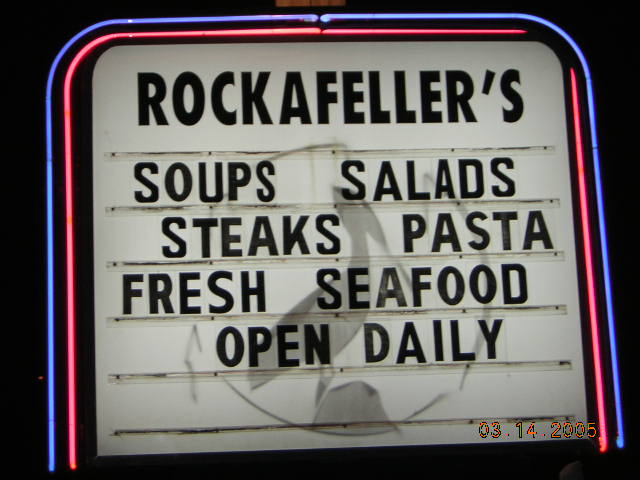 ROCKAFELLER'S
SOUPS SALADS
STEAKS PASTA
FRESH SEAFOOD
OPEN DAILY
03.14.2005